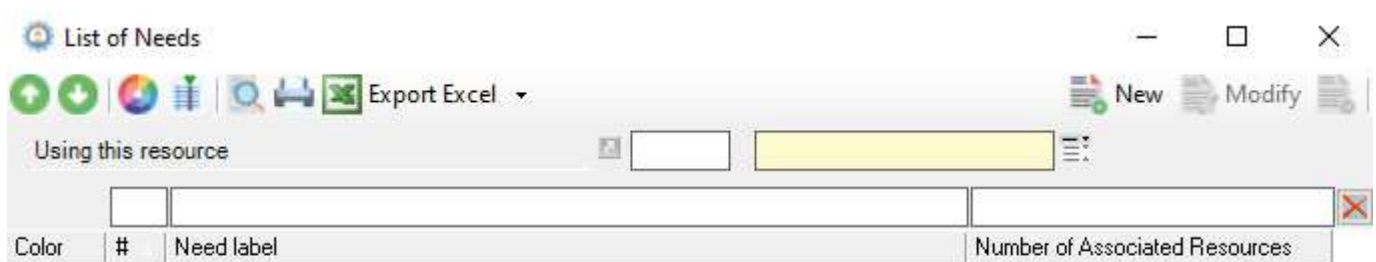 List of Needs
Export Excel New Modify
Using this resource
Color # Need label Number of Associated Resources